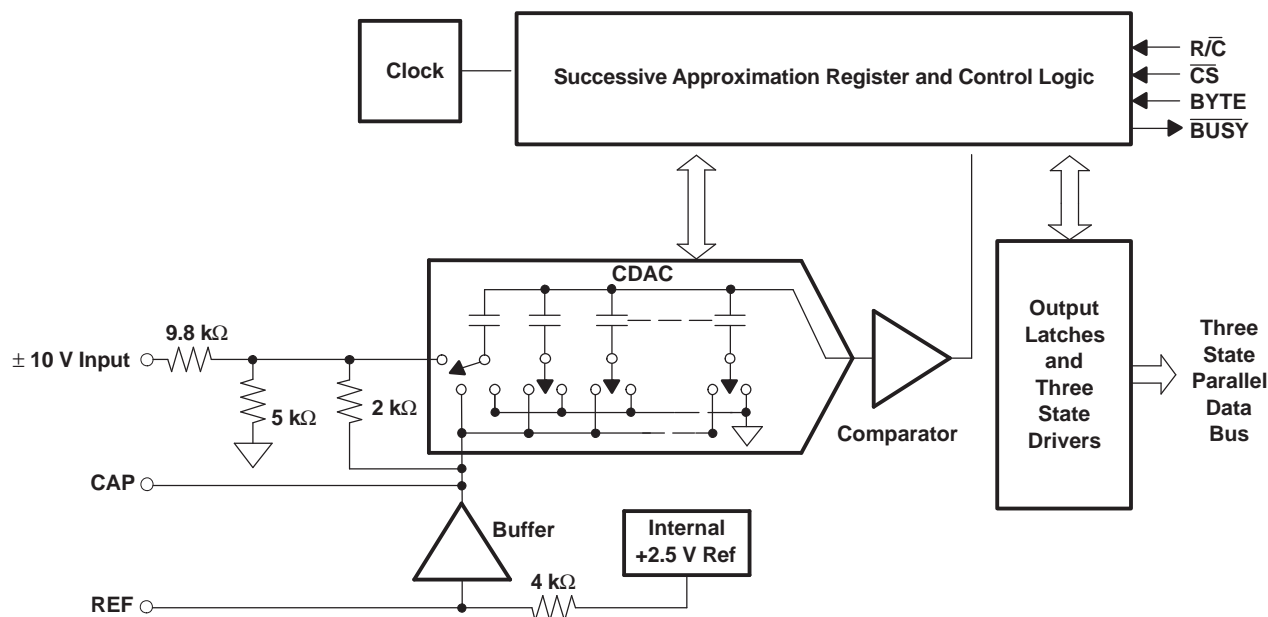 Clock
Successive Approximation Register and Control Logic
R/C̅
C̅S̅
BYTE
B̅U̅S̅Y̅
CDAC
9.8 kΩ
± 10 V Input
5 kΩ
2 kΩ
Comparator
Output
Latches
and
Three
State
Drivers
Three
State
Parallel
Data
Bus
CAP
Buffer
Internal
+2.5 V Ref
4 kΩ
REF